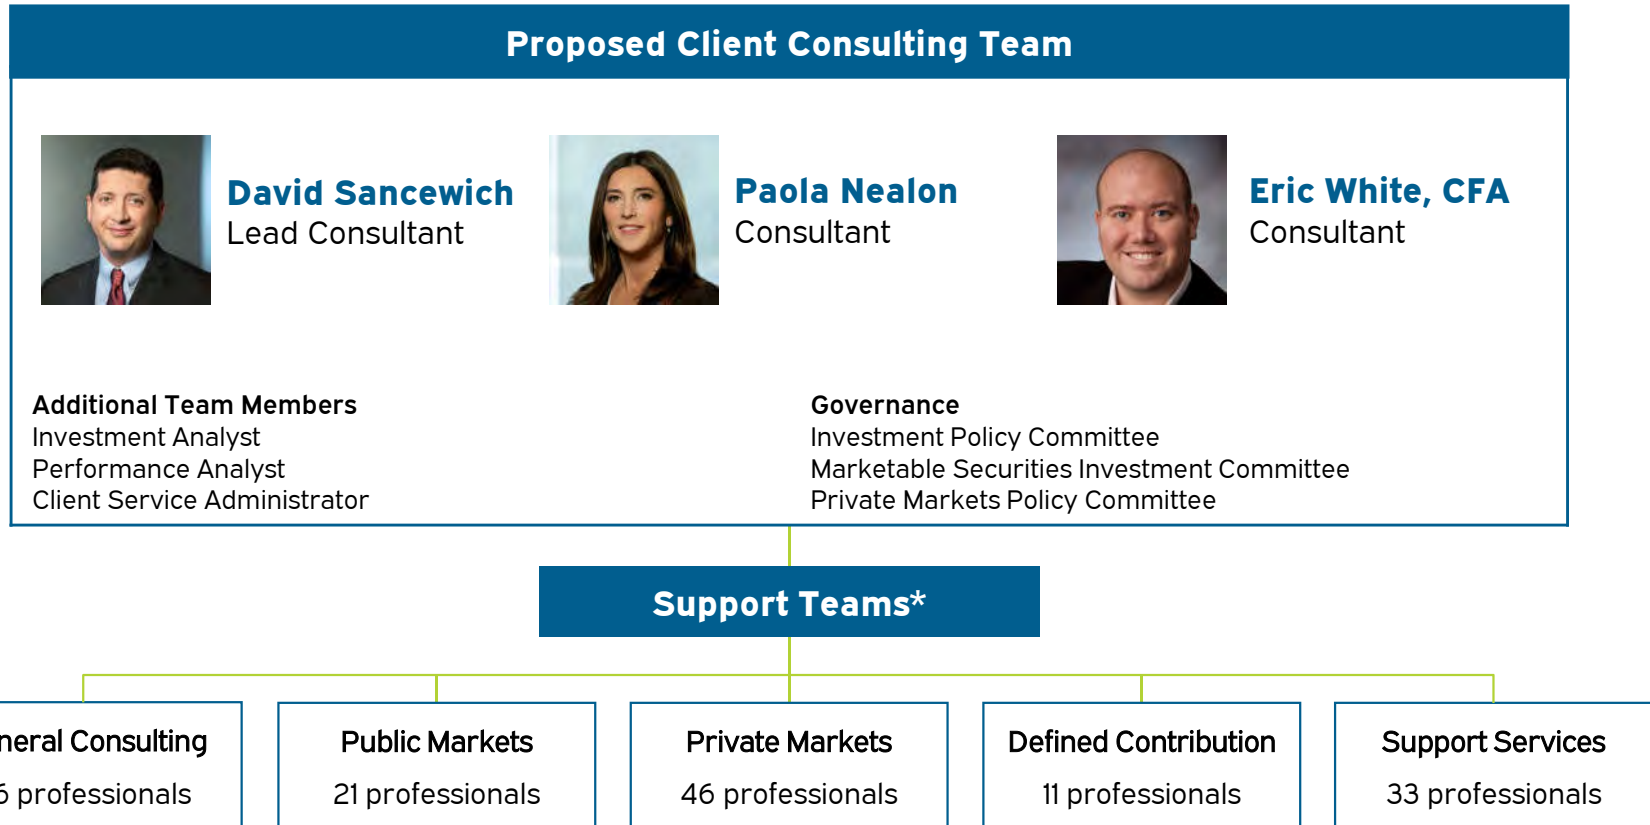 Proposed Client Consulting Team
David Sancewich
Lead Consultant
Paola Nealon
Consultant
Eric White, CFA
Consultant
Additional Team Members
Investment Analyst
Performance Analyst
Client Service Administrator
Governance
Investment Policy Committee
Marketable Securities Investment Committee
Private Markets Policy Committee
Support Teams*
Consulting
professionals
Public Markets
21 professionals
Private Markets
46 professionals
Defined Contribution
11 professionals
Support Services
33 professionals